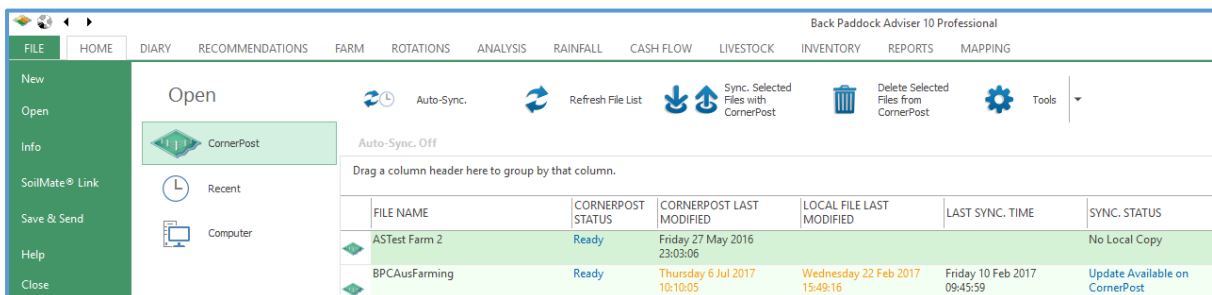 Back Paddock Adviser 10 Professional
FILE HOME DIARY RECOMMENDATIONS FARM ROTATIONS ANALYSIS RAINFALL CASH FLOW LIVESTOCK INVENTORY REPORTS MAPPING
New
Open
Info
SoilMate® Link
Save & Send
Help
Close
Open
CornerPost
Recent
Computer
Auto-Sync.
Refresh File List
Sync. Selected
Files with
CornerPost
Delete Selected
Files from
CornerPost
Tools
Auto-Sync. Off
Drag a column header here to group by that column.
FILE NAME
CORNERPOST
STATUS
CORNERPOST LAST
MODIFIED
LOCAL FILE LAST
MODIFIED
LAST SYNC. TIME
SYNC. STATUS
ASTest Farm 2
Ready
Friday 27 May 2016
23:03:06
No Local Copy
BPCAusFarming
Ready
Thursday 6 Jul 2017
10:10:05
Wednesday 22 Feb 2017
15:49:16
Friday 10 Feb 2017
09:45:59
Update Available on
CornerPost